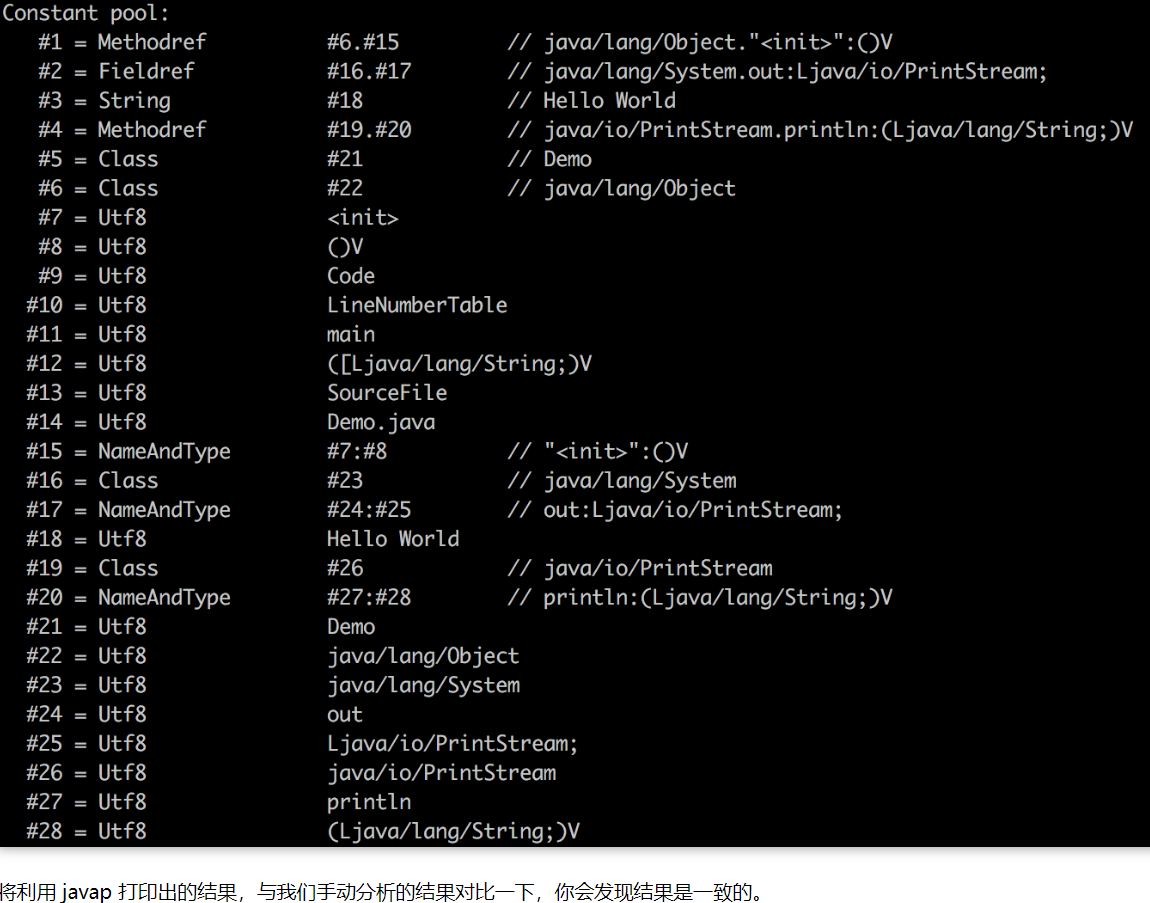 Constant pool:
#1 = Methodref #6.#15 // java/lang/Object."<init>":()V
#2 = Fieldref #16.#17 // java/lang/System.out:Ljava/io/PrintStream;
#3 = String #18 // Hello World
#4 = Methodref #19.#20 // java/io/PrintStream.println:(Ljava/lang/String;)V
#5 = Class #21 // Demo
#6 = Class #22 // java/lang/Object
#7 = Utf8 <init>
#8 = Utf8 ()V
#9 = Utf8 Code
#10 = Utf8 LineNumberTable
#11 = Utf8 main
#12 = Utf8 ([Ljava/lang/String;)V
#13 = Utf8 SourceFile
#14 = Utf8 Demo.java
#15 = NameAndType #7:#8 // "<init>":()V
#16 = Class #23 // java/lang/System
#17 = NameAndType #24:#25 // out:Ljava/io/PrintStream;
#18 = Utf8 Hello World
#19 = Class #26 // java/io/PrintStream
#20 = NameAndType #27:#28 // println:(Ljava/lang/String;)V
#21 = Utf8 Demo
#22 = Utf8 java/lang/Object
#23 = Utf8 java/lang/System
#24 = Utf8 out
#25 = Utf8 Ljava/io/PrintStream;
#26 = Utf8 java/io/PrintStream
#27 = Utf8 println
#28 = Utf8 (Ljava/lang/String;)V
将利用 javap 打印出的结果，与我们手动分析的结果对比一下，你会发现结果是一致的。